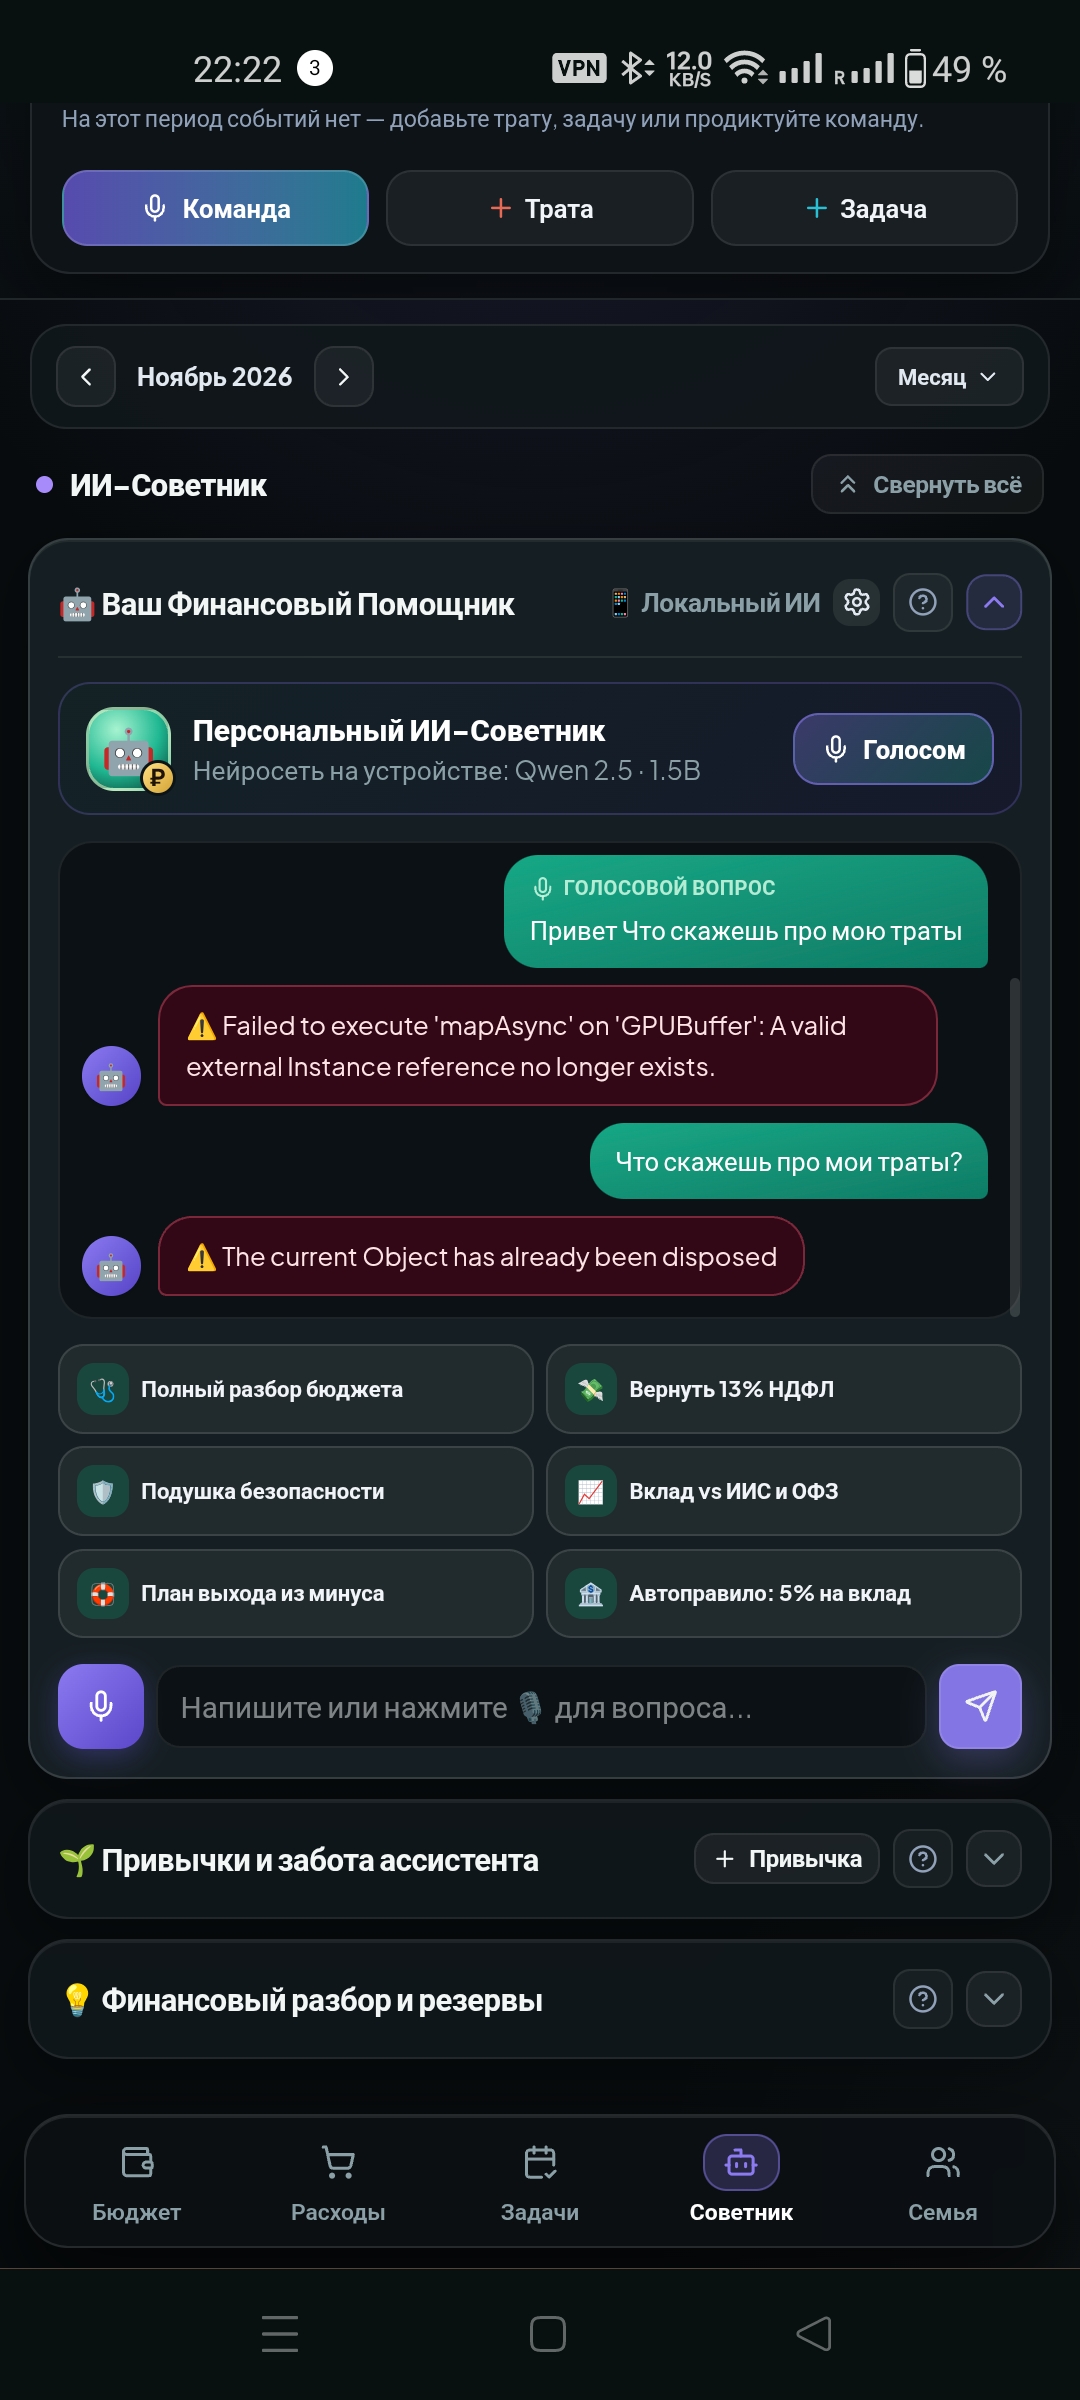 22:22 3 VPN 12.0 KB/S R 49 %
На этот период событий нет — добавьте трату, задачу или продиктуйте команду.
Команда
Трата
Задача
Ноябрь 2026
Месяц
ИИ-Советник
Свернуть всё
Ваш Финансовый Помощник
Локальный ИИ
Персональный ИИ-Советник
Нейросеть на устройстве: Qwen 2.5 · 1.5B
Голосом
ГОЛОСОВОЙ ВОПРОС
Привет Что скажешь про мою траты
⚠️ Failed to execute 'mapAsync' on 'GPUBuffer': A valid
external Instance reference no longer exists.
Что скажешь про мои траты?
⚠️ The current Object has already been disposed
Полный разбор бюджета
Вернуть 13% НДФЛ
Подушка безопасности
Вклад vs ИИС и ОФЗ
План выхода из минуса
Автоправило: 5% на вклад
Напишите или нажмите 🎙️ для вопроса...
Привычки и забота ассистента
Привычка
Финансовый разбор и резервы
Бюджет
Расходы
Задачи
Советник
Семья